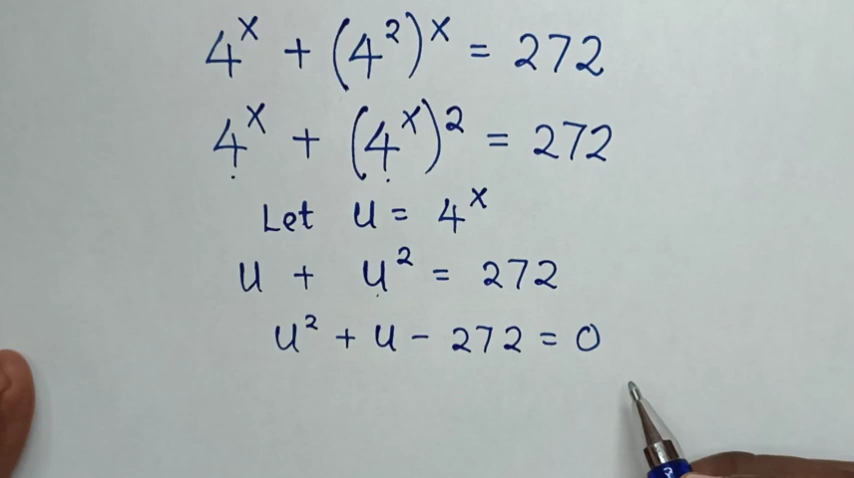 4^x + (4^2)^x = 272
4^x + (4^x)^2 = 272
Let u = 4^x
u + u^2 = 272
u^2 + u - 272 = 0